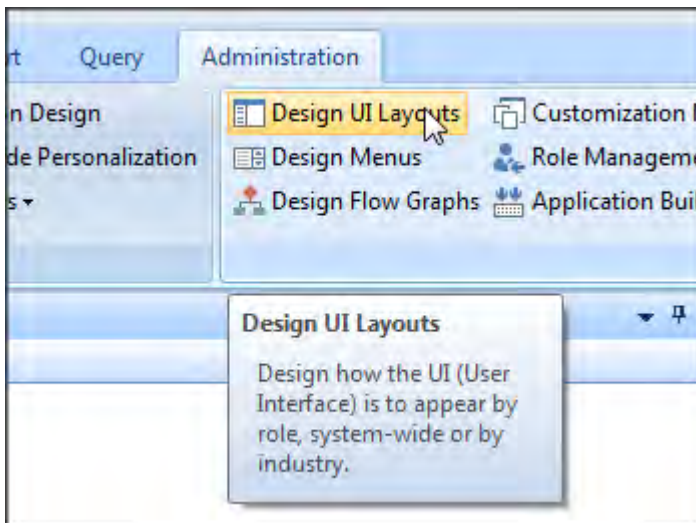 Query Administration
n Design
de Personalization
s
Design UI Layouts
Design Menus
Design Flow Graphs
Customization
Role Manageme
Application Buil
Design UI Layouts
Design how the UI (User
Interface) is to appear by
role, system-wide or by
industry.